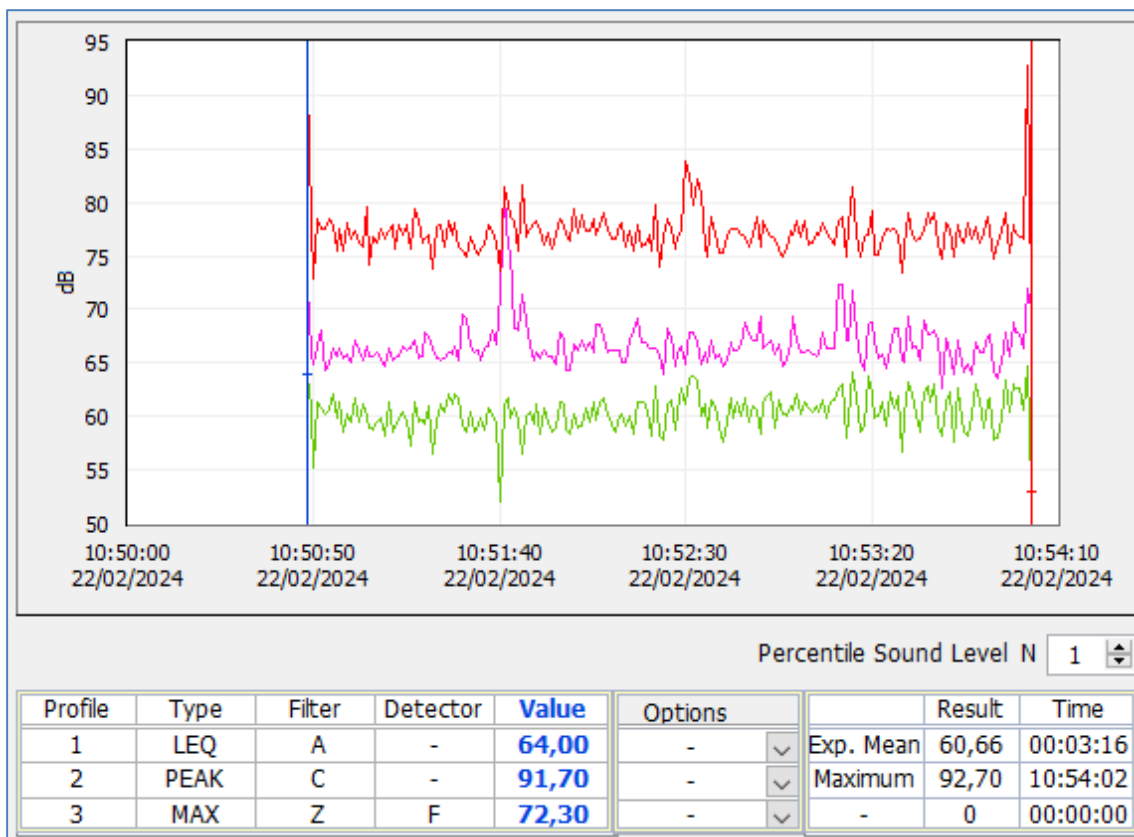 95
90
85
80
75
70
65
60
55
50
dB
10:50:00 10:50:50 10:51:40 10:52:30 10:53:20 10:54:10
22/02/2024 22/02/2024 22/02/2024 22/02/2024 22/02/2024 22/02/2024
Percentile Sound Level N 1
Profile Type Filter Detector Value Options Result Time
1 LEQ A - 64,00 - Exp. Mean 60,66 00:03:16
2 PEAK C - 91,70 - Maximum 92,70 10:54:02
3 MAX Z F 72,30 - - 0 00:00:00